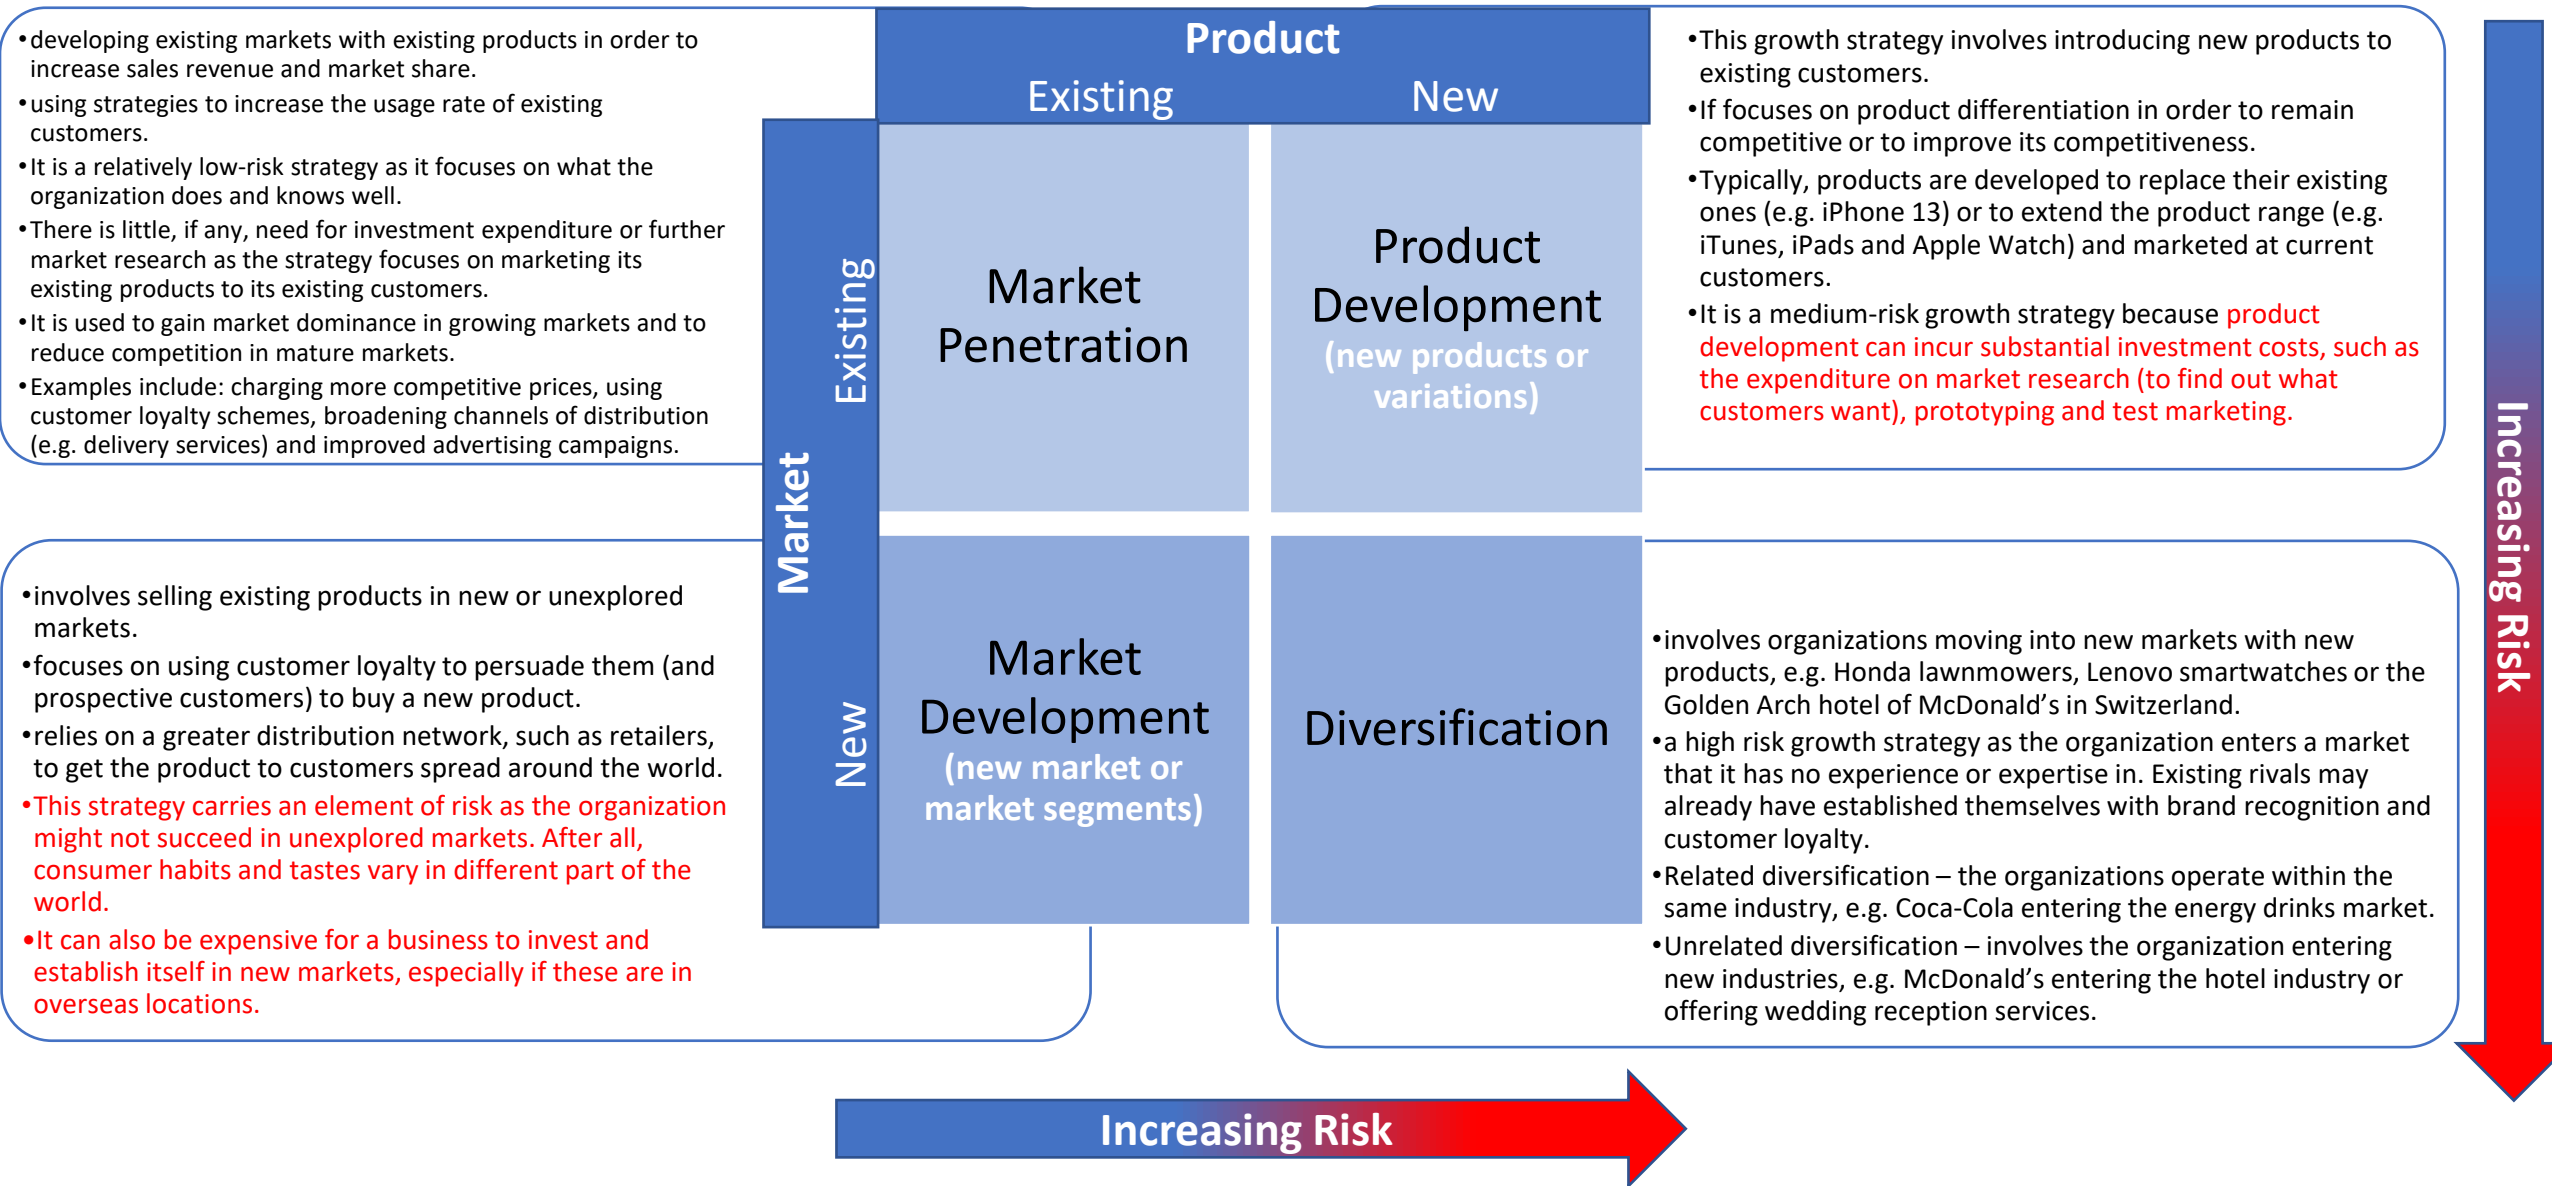 •developing existing markets with existing products in order to
increase sales revenue and market share.
•using strategies to increase the usage rate of existing
customers.
•It is a relatively low-risk strategy as it focuses on what the
organization does and knows well.
•There is little, if any, need for investment expenditure or further
market research as the strategy focuses on marketing its
existing products to its existing customers.
•It is used to gain market dominance in growing markets and to
reduce competition in mature markets.
•Examples include: charging more competitive prices, using
customer loyalty schemes, broadening channels of distribution
(e.g. delivery services) and improved advertising campaigns.
Product
Existing
New
•This growth strategy involves introducing new products to
existing customers.
•If focuses on product differentiation in order to remain
competitive or to improve its competitiveness.
•Typically, products are developed to replace their existing
ones (e.g. iPhone 13) or to extend the product range (e.g.
iTunes, iPads and Apple Watch) and marketed at current
customers.
•It is a medium-risk growth strategy because product
development can incur substantial investment costs, such as
the expenditure on market research (to find out what
customers want), prototyping and test marketing.
Market
Existing
New
Market
Penetration
Product
Development
(new products or
variations)
Market
Development
(new market or
market segments)
Diversification
•involves selling existing products in new or unexplored
markets.
•focuses on using customer loyalty to persuade them (and
prospective customers) to buy a new product.
•relies on a greater distribution network, such as retailers,
to get the product to customers spread around the world.
•This strategy carries an element of risk as the organization
might not succeed in unexplored markets. After all,
consumer habits and tastes vary in different part of the
world.
•It can also be expensive for a business to invest and
establish itself in new markets, especially if these are in
overseas locations.
•involves organizations moving into new markets with new
products, e.g. Honda lawnmowers, Lenovo smartwatches or the
Golden Arch hotel of McDonald’s in Switzerland.
•a high risk growth strategy as the organization enters a market
that it has no experience or expertise in. Existing rivals may
already have established themselves with brand recognition and
customer loyalty.
•Related diversification – the organizations operate within the
same industry, e.g. Coca-Cola entering the energy drinks market.
•Unrelated diversification – involves the organization entering
new industries, e.g. McDonald’s entering the hotel industry or
offering wedding reception services.
Increasing Risk
Increasing Risk